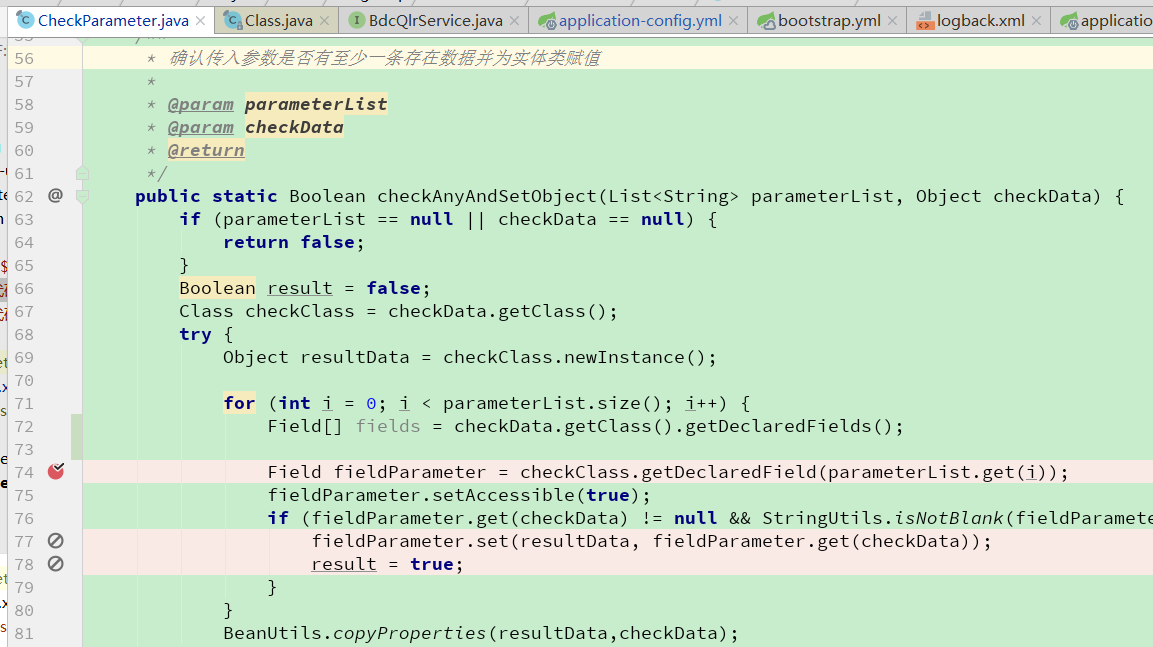 CheckParameter.java Class.java BdcQlrService.java application-config.yml bootstrap.yml logback.xml applicatio
56 * 确认传入参数是否有至少一条存在数据并为实体类赋值
57 *
58 * @param parameterList
59 * @param checkData
60 * @return
61 */
62 @ public static Boolean checkAnyAndSetObject(List<String> parameterList, Object checkData) {
63 if (parameterList == null || checkData == null) {
64 return false;
65 }
66 Boolean result = false;
67 Class checkClass = checkData.getClass();
68 try {
69 Object resultData = checkClass.newInstance();
70
71 for (int i = 0; i < parameterList.size(); i++) {
72 Field[] fields = checkData.getClass().getDeclaredFields();
73
74 Field fieldParameter = checkClass.getDeclaredField(parameterList.get(i));
75 fieldParameter.setAccessible(true);
76 if (fieldParameter.get(checkData) != null && StringUtils.isNotBlank(fieldParamete
77 fieldParameter.set(resultData, fieldParameter.get(checkData));
78 result = true;
79 }
80 }
81 BeanUtils.copyProperties(resultData,checkData);